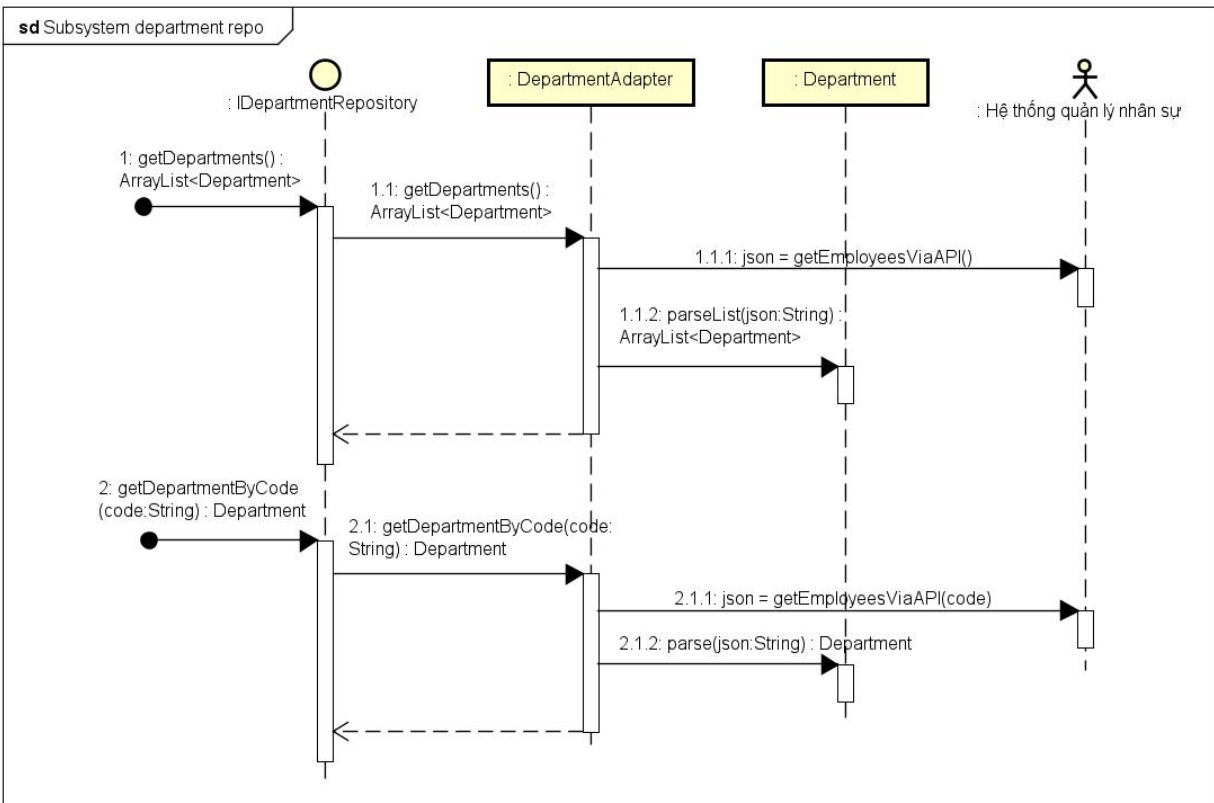 sd Subsystem department repo
: IDepartmentRepository
: DepartmentAdapter
: Department
: Hệ thống quản lý nhân sự
1: getDepartments() :
ArrayList<Department>
1.1: getDepartments() :
ArrayList<Department>
1.1.1: json = getEmployeesViaAPI()
1.1.2: parseList(json:String) :
ArrayList<Department>
2: getDepartmentByCode
(code:String) : Department
2.1: getDepartmentByCode(code:
String) : Department
2.1.1: json = getEmployeesViaAPI(code)
2.1.2: parse(json:String) : Department